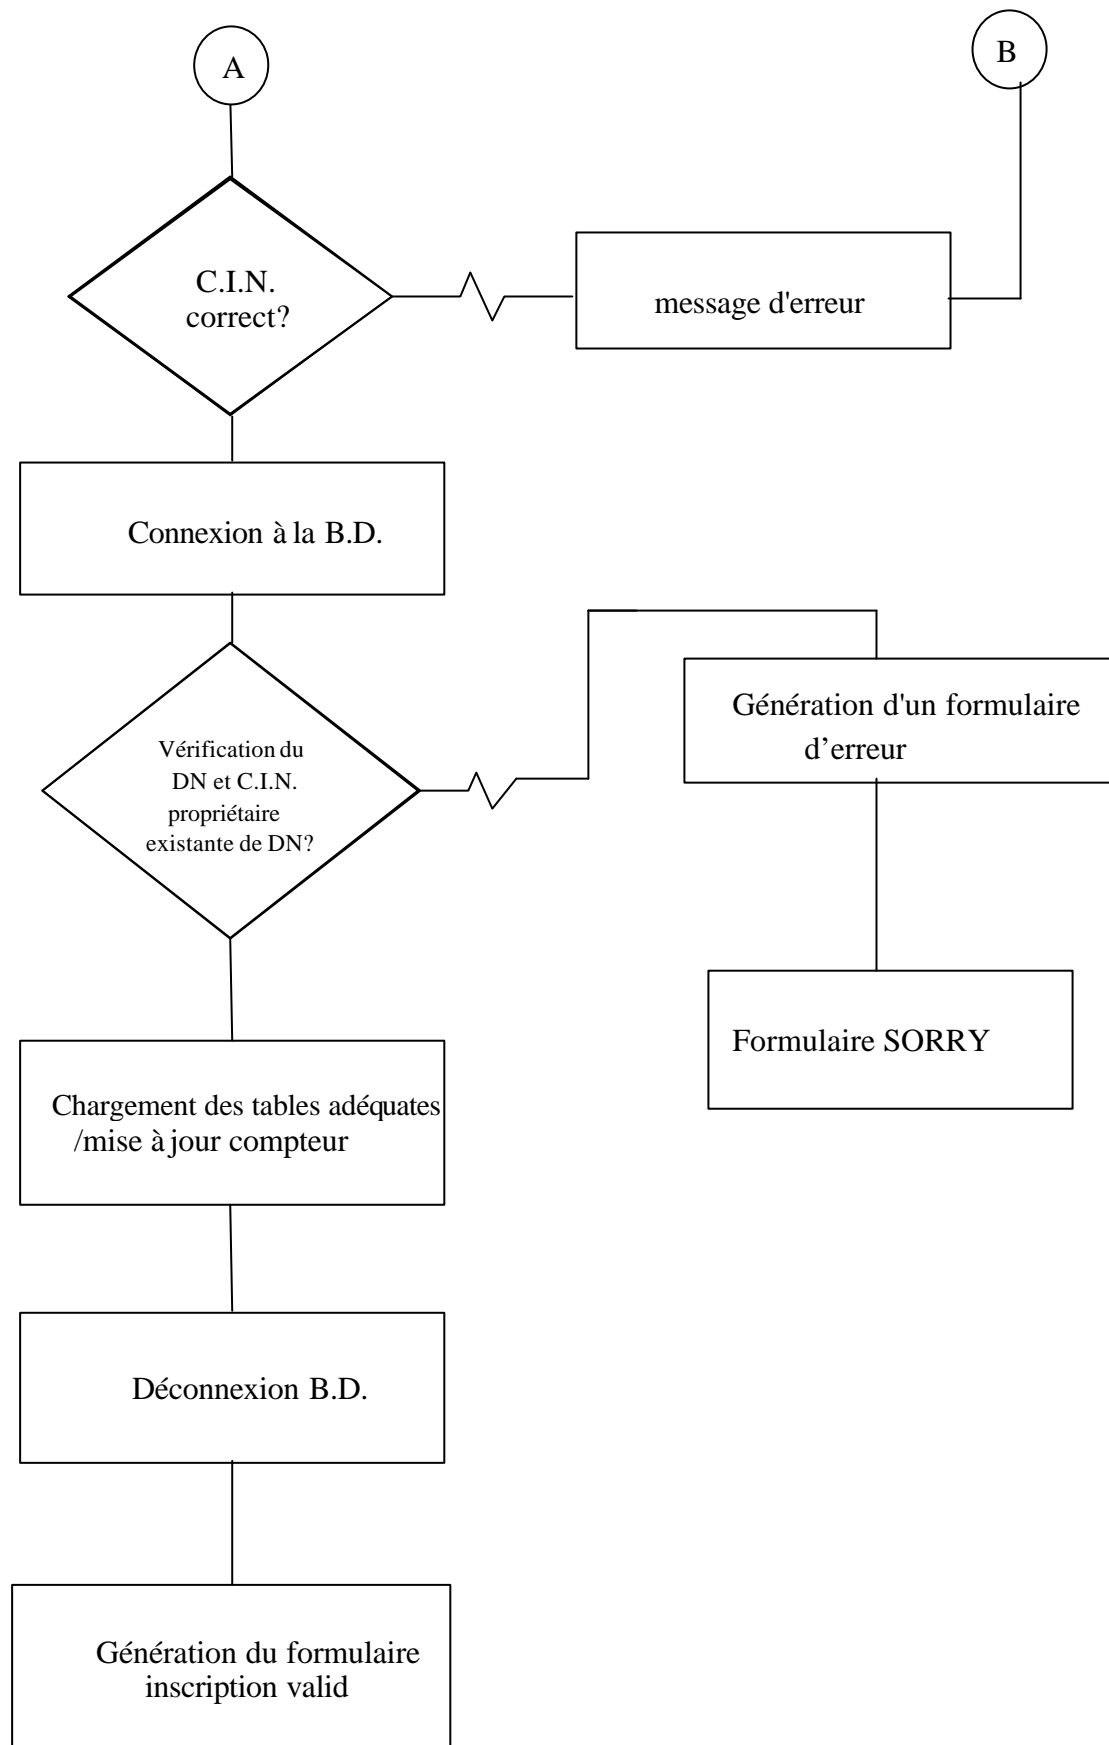 A
B
C.I.N.
correct?
message d'erreur
Connexion à la B.D.
Génération d'un formulaire
d’erreur
Vérification du
DN et C.I.N.
propriétaire
existante de DN?
Formulaire SORRY
Chargement des tables adéquates
/mise à jour compteur
Déconnexion B.D.
Génération du formulaire
inscription valid